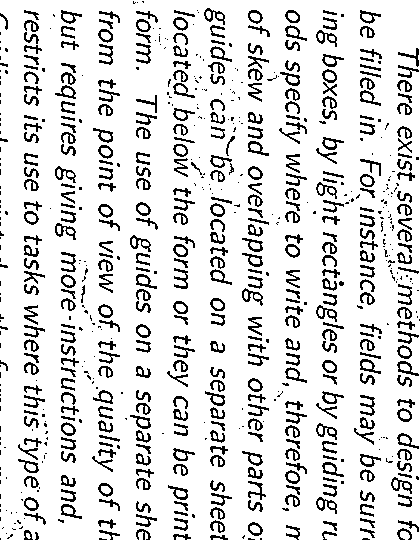 There exist several methods to design fo
be filled in. For instance, fields may be surr
ing boxes, by light rectangles or by guiding ru
ods specify where to write and, therefore, m
of skew and overlapping with other parts o
guides can be located on a separate sheet
located below the form or they can be print
form. The use of guides on a separate she
from the point of view of the quality of th
but requires giving more instructions and,
restricts its use to tasks where this type of a